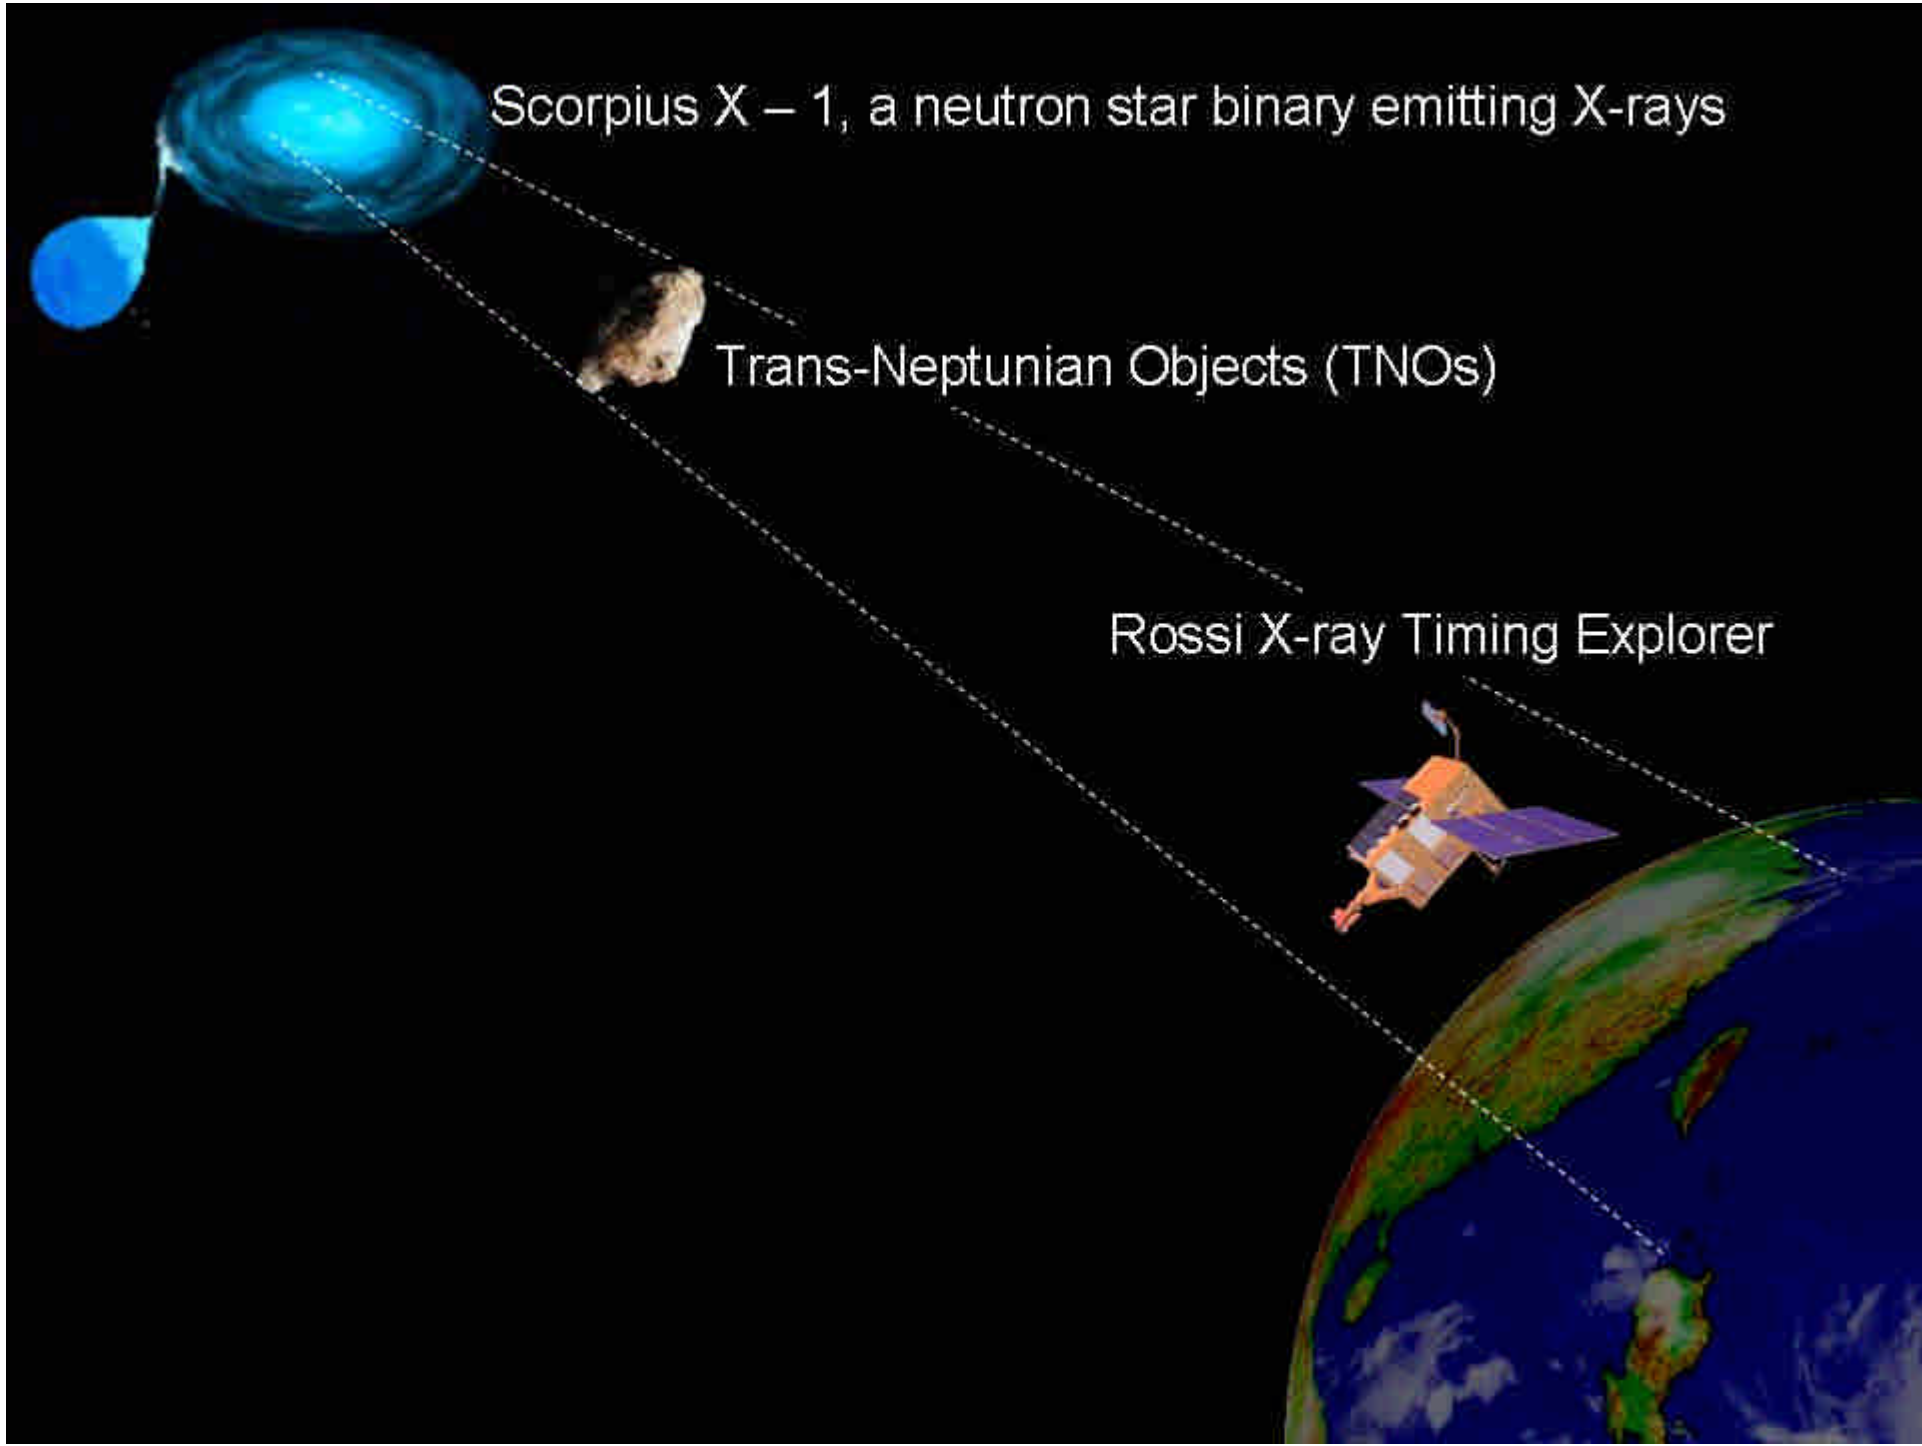 Scorpius X – 1, a neutron star binary emitting X-rays
Trans-Neptunian Objects (TNOs)
Rossi X-ray Timing Explorer